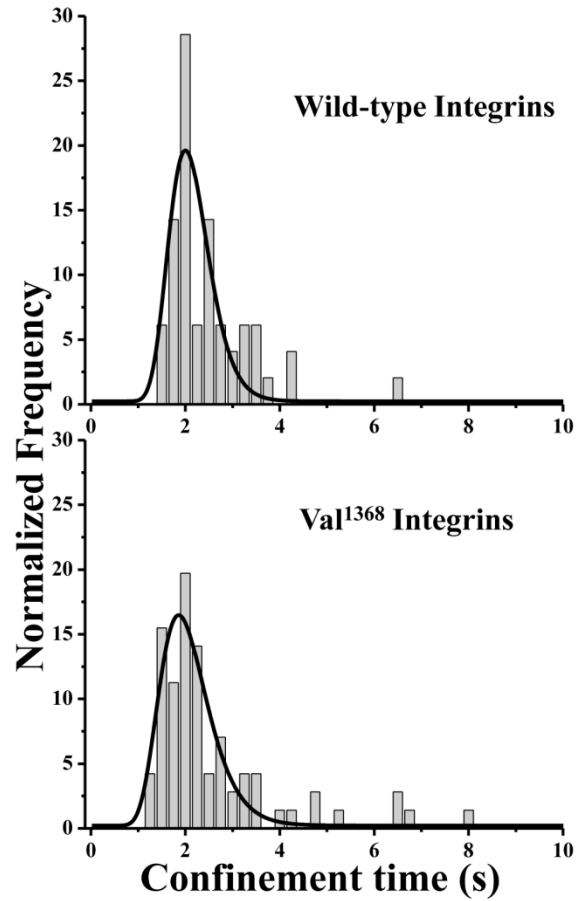 30
25
20
15
10
5
0
Wild-type Integrins
0 2 4 6 8 10
Normalized Frequency
30
25
20
15
10
5
0
Val¹³⁶⁸ Integrins
0 2 4 6 8 10
Confinement time (s)